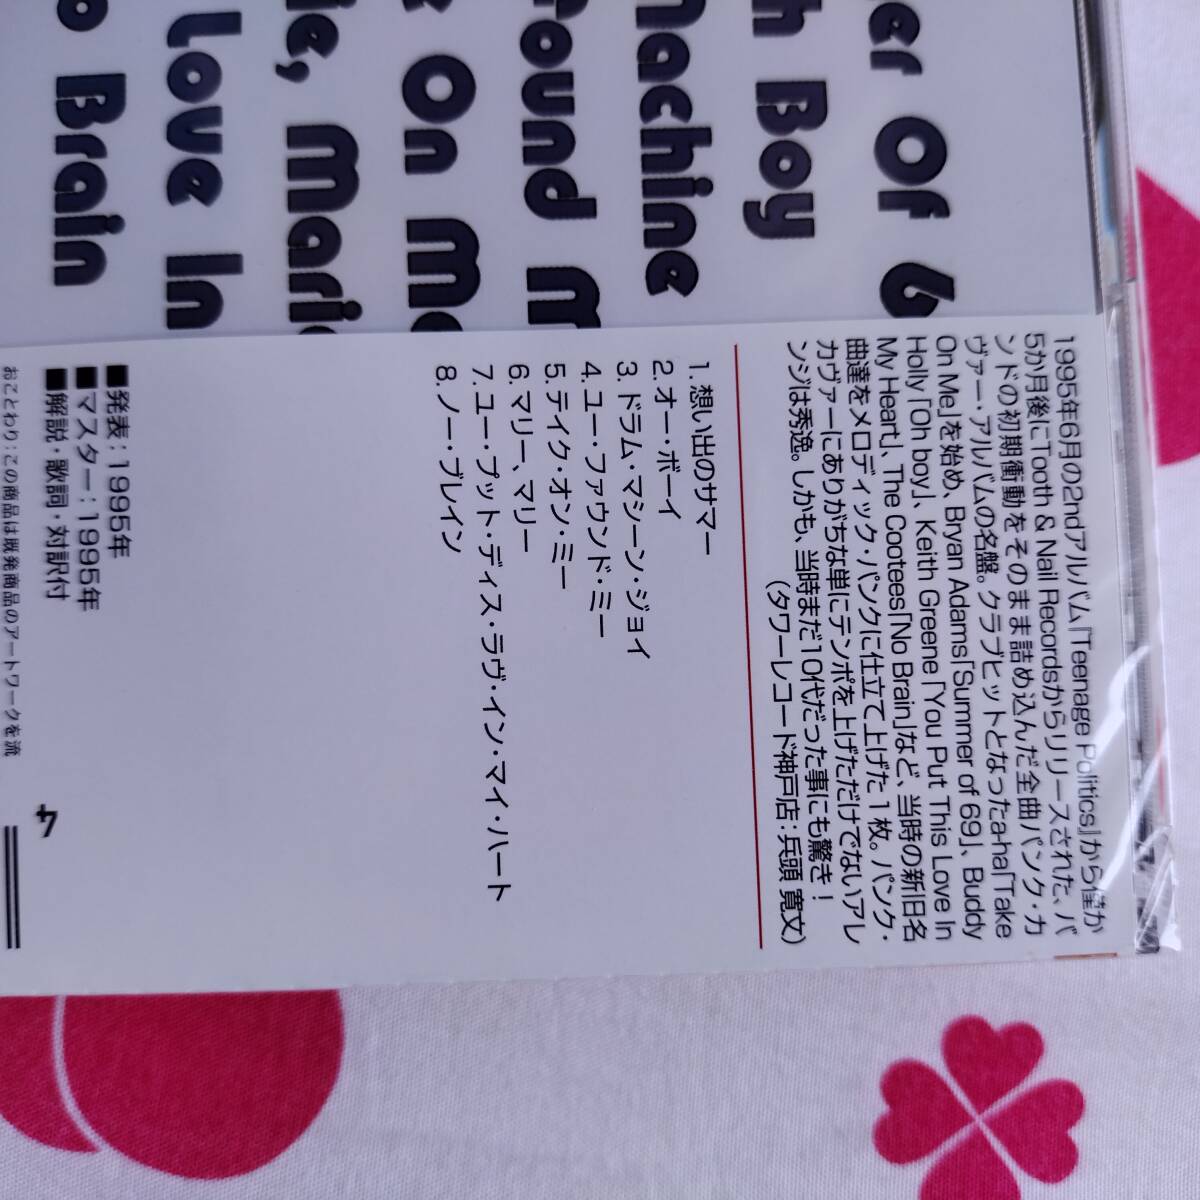 er Of 6
h Boy
Machine
ound M
On Me
ie, Marie
Love In
o Brain
1995年6月の2ndアルバム「Teenage Politics」から僅か
5か月後にTooth & Nail Recordsからリリースされた、バ
ンドの初期衝動をそのまま詰め込んだ全曲パンク・カ
ヴァー・アルバムの名盤。クラブヒットとなったa-ha「Take
On Me」を始め、Bryan Adams「Summer of 69」、Buddy
Holly「Oh boy」、Keith Greene「You Put This Love In
My Heart」、The Cootees「No Brain」など、当時の新旧名
曲達をメロディック・パンクに仕立て上げた1枚。パンク・
カヴァーにありがちな単にテンポを上げただけでないアレ
ンジは秀逸。しかも、当時まだ10代だった事にも驚き!
(タワーレコード神戸店:兵頭 寛文)
1. 想い出のサマー
2. オー・ボーイ
3. ドラム・マシーン・ジョイ
4. ユー・ファウンド・ミー
5. テイク・オン・ミー
6. マリー、マリー
7. ユー・プット・ディス・ラヴ・イン・マイ・ハート
8. ノー・ブレイン
■発表:1995年
■マスター:1995年
■解説・歌詞・対訳付
おことわり:この商品は既発商品のアートワークを流
4